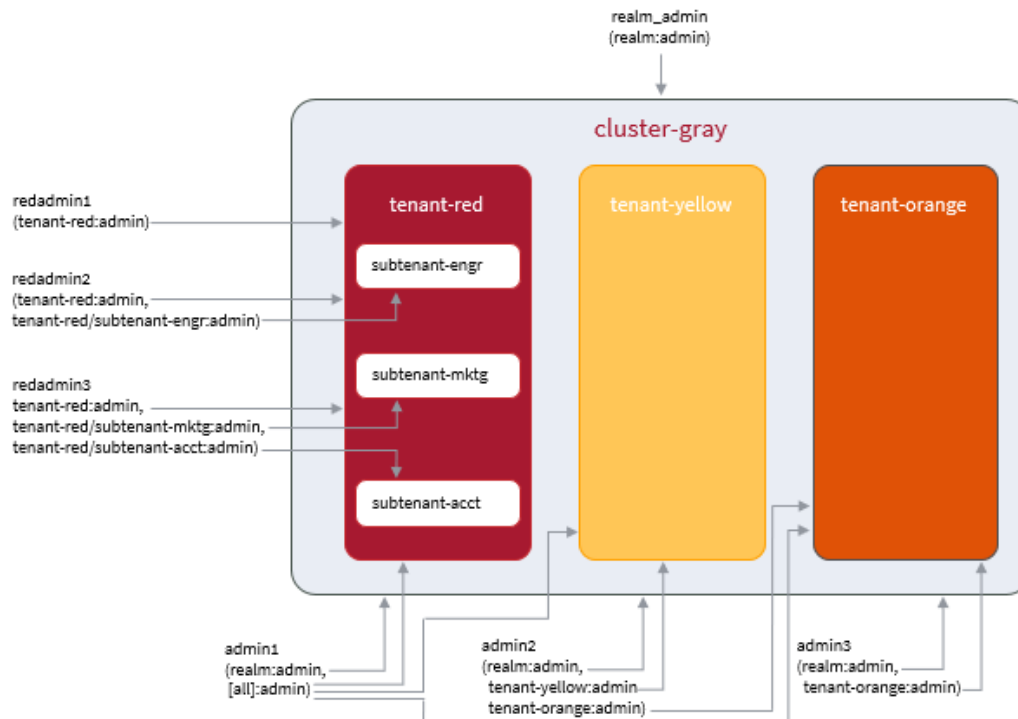 realm_admin
(realm:admin)
cluster-gray
redadmin1
(tenant-red:admin)
redadmin2
(tenant-red:admin,
tenant-red/subtenant-engr:admin)
redadmin3
tenant-red:admin,
tenant-red/subtenant-mktg:admin,
tenant-red/subtenant-acct:admin)
tenant-red
subtenant-engr
subtenant-mktg
subtenant-acct
tenant-yellow
tenant-orange
admin1
(realm:admin,
[all]:admin)
admin2
(realm:admin,
tenant-yellow:admin
tenant-orange:admin)
admin3
(realm:admin,
tenant-orange:admin)